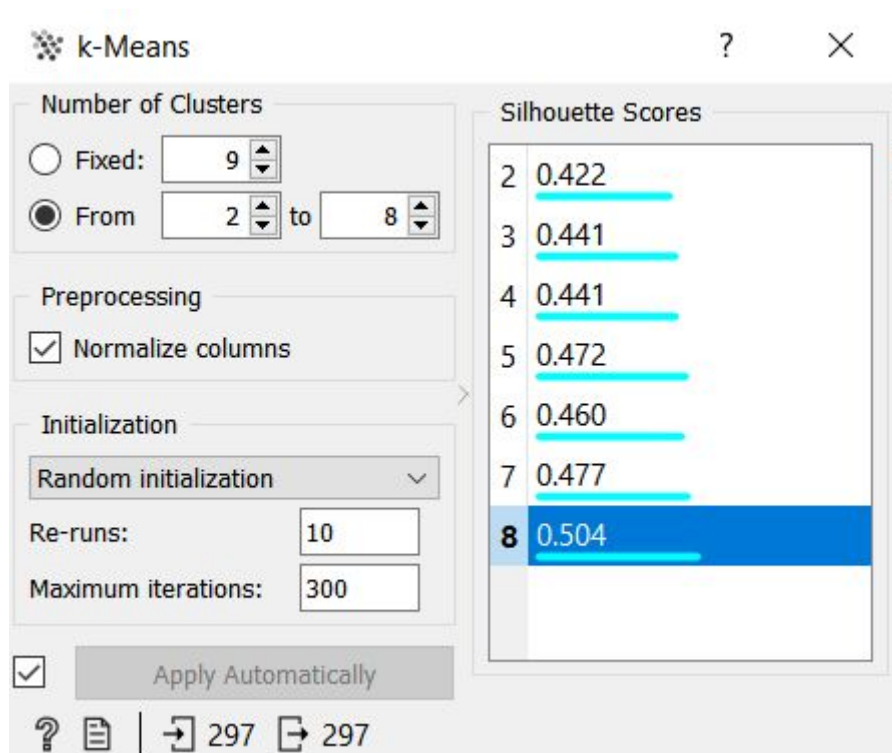 k-Means ?
Number of Clusters
Fixed: 9
From 2 to 8
Preprocessing
Normalize columns
Initialization
Random initialization
Re-runs: 10
Maximum iterations: 300
Apply Automatically
? 297 297
Silhouette Scores
2 0.422
3 0.441
4 0.441
5 0.472
6 0.460
7 0.477
8 0.504